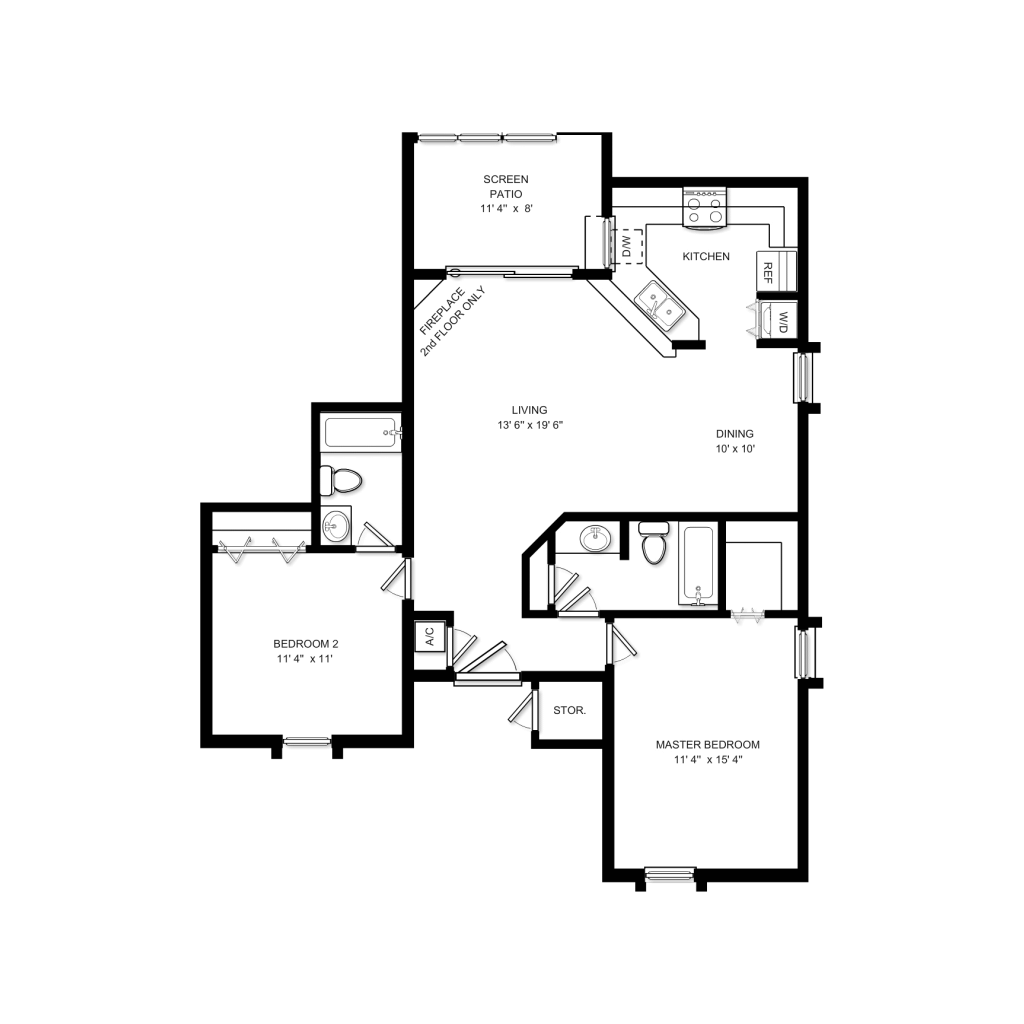 SCREEN
PATIO
11' 4" x 8'
D/W
KITCHEN
REF
W/D
FIREPLACE
2nd FLOOR ONLY
LIVING
13' 6" x 19' 6"
DINING
10' x 10'
A/C
BEDROOM 2
11' 4" x 11'
STOR.
MASTER BEDROOM
11' 4" x 15' 4"